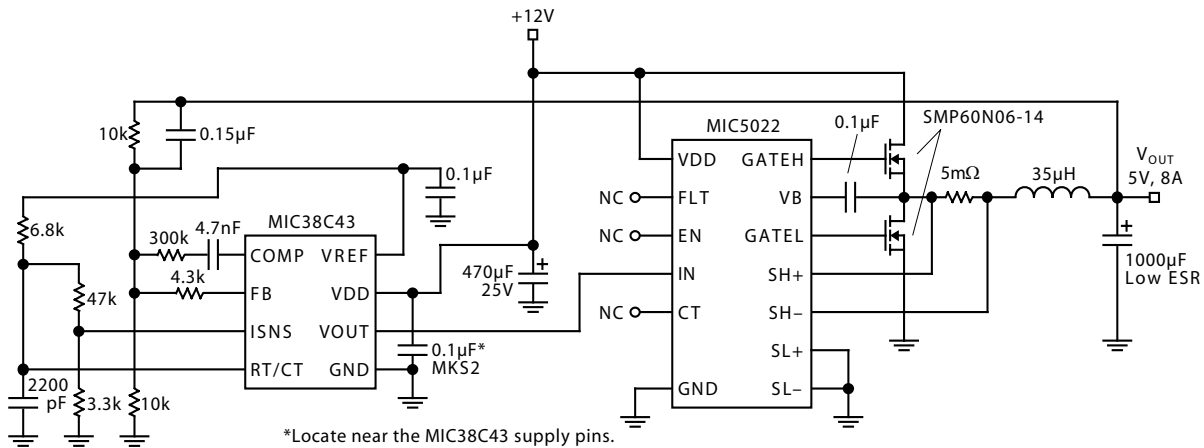 +12V
10k
0.15µF
MIC5022
0.1µF
SMP60N06-14
VDD
GATEH
5mΩ
35µH
VOUT
5V, 8A
0.1µF
NC
FLT
VB
6.8k
MIC38C43
4.7nF
300k
COMP
VREF
NC
EN
GATEL
+
1000µF
Low ESR
4.3k
47k
FB
VDD
470µF
25V
+
IN
SH+
ISNS
VOUT
NC
CT
SH–
0.1µF*
MKS2
RT/CT
GND
SL+
2200
pF
3.3k
10k
GND
SL–
*Locate near the MIC38C43 supply pins.